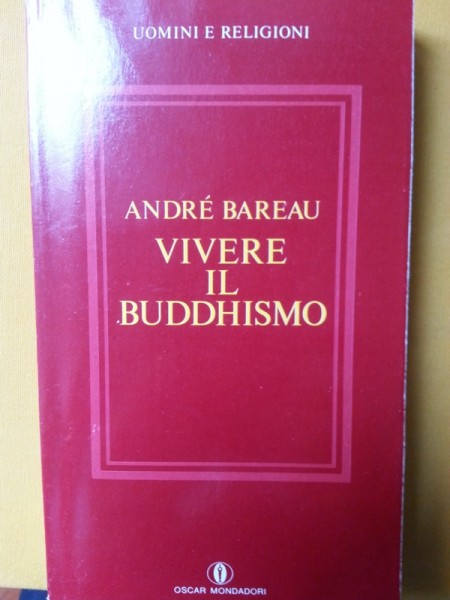 UOMINI E RELIGIONI
ANDRÉ BAREAU
VIVERE
IL
BUDDHISMO
OSCAR MONDADORI